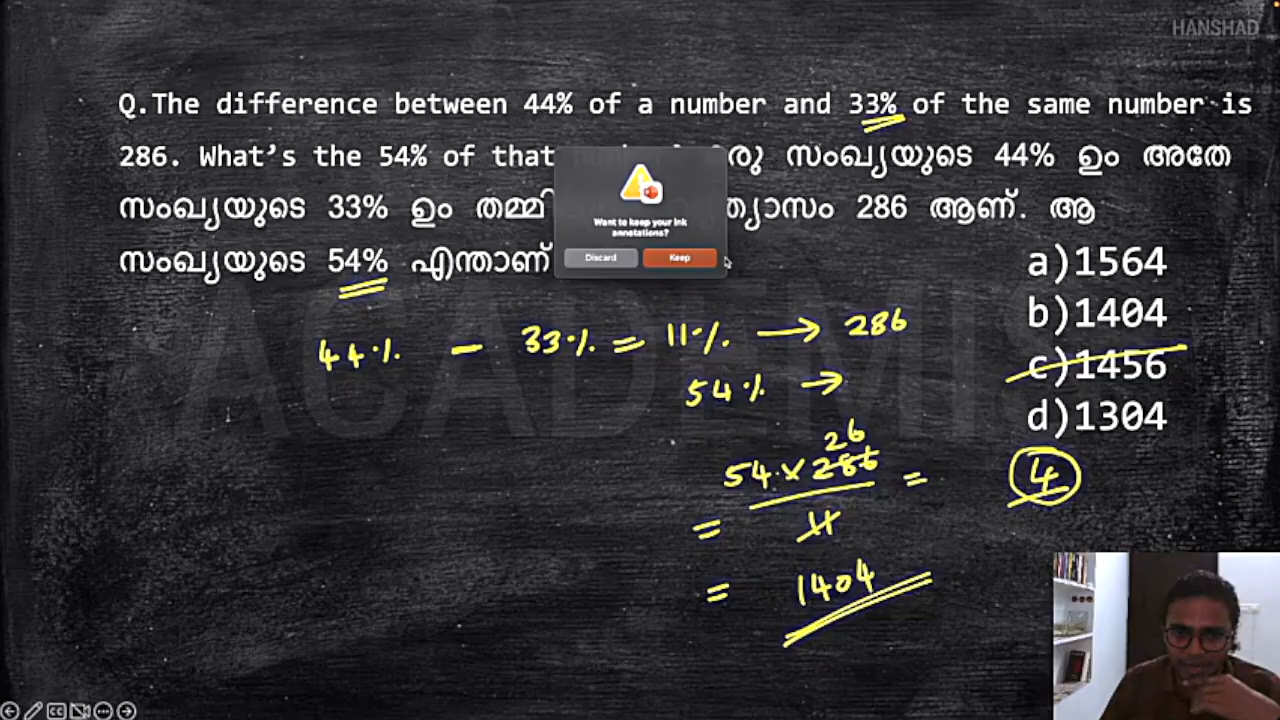 HANSHAD
Q.The difference between 44% of a number and 33% of the same number is
286. What’s the 54% of that രു സംഖ്യയുടെ 44% ഉം അതേ
സംഖ്യയുടെ 33% ഉം തമ്മി ത്യാസം 286 ആണ്. ആ
സംഖ്യയുടെ 54% എന്താണ്
Want to keep your ink
annotations?
Discard Keep
a)1564
b)1404
c)1456
d)1304
44% - 33% = 11% → 286
54% →
26
54 × 286 =
= 11
= 1404
4
ACADEMIS